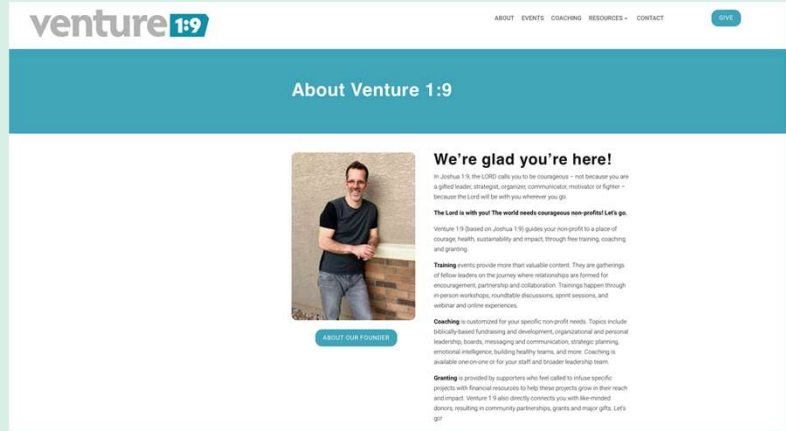 venture 1:9
ABOUT EVENTS COACHING RESOURCES CONTACT GIVE
About Venture 1:9
We're glad you're here!
In Joshua 1:9, the LORD calls you to be courageous – not because you are
a gifted leader, strategist, organizer, communicator, motivator or fighter –
because the Lord will be with you wherever you go.
The Lord is with you! The world needs courageous non-profits! Let's go.
Venture 1:9 (based on Joshua 1:9) guides your non-profit to a place of
courage, health, sustainability and impact, through free training, coaching
and granting.
Training events provide more than valuable content. They are gatherings
of fellow leaders on the journey where relationships are formed for
encouragement, partnership and collaboration. Trainings happen through
in person workshops, roundtable discussions, sprint sessions, and
webinar and online experiences.
ABOUT OUR FOUNDER
Coaching is customized for your specific non-profit needs. Topics include
biblically-based fundraising and development, organizational and personal
leadership, boards, messaging and communication, strategic planning,
emotional intelligence, building healthy teams, and more. Coaching is
available one-on-one or for your staff and broader leadership team.
Granting is provided by supporters who feel called to infuse specific
projects with financial resources to help these projects grow in their reach
and impact. Venture 1:9 also directly connects you with like-minded
donors, resulting in community partnerships, grants and major gifts. Let's
go!